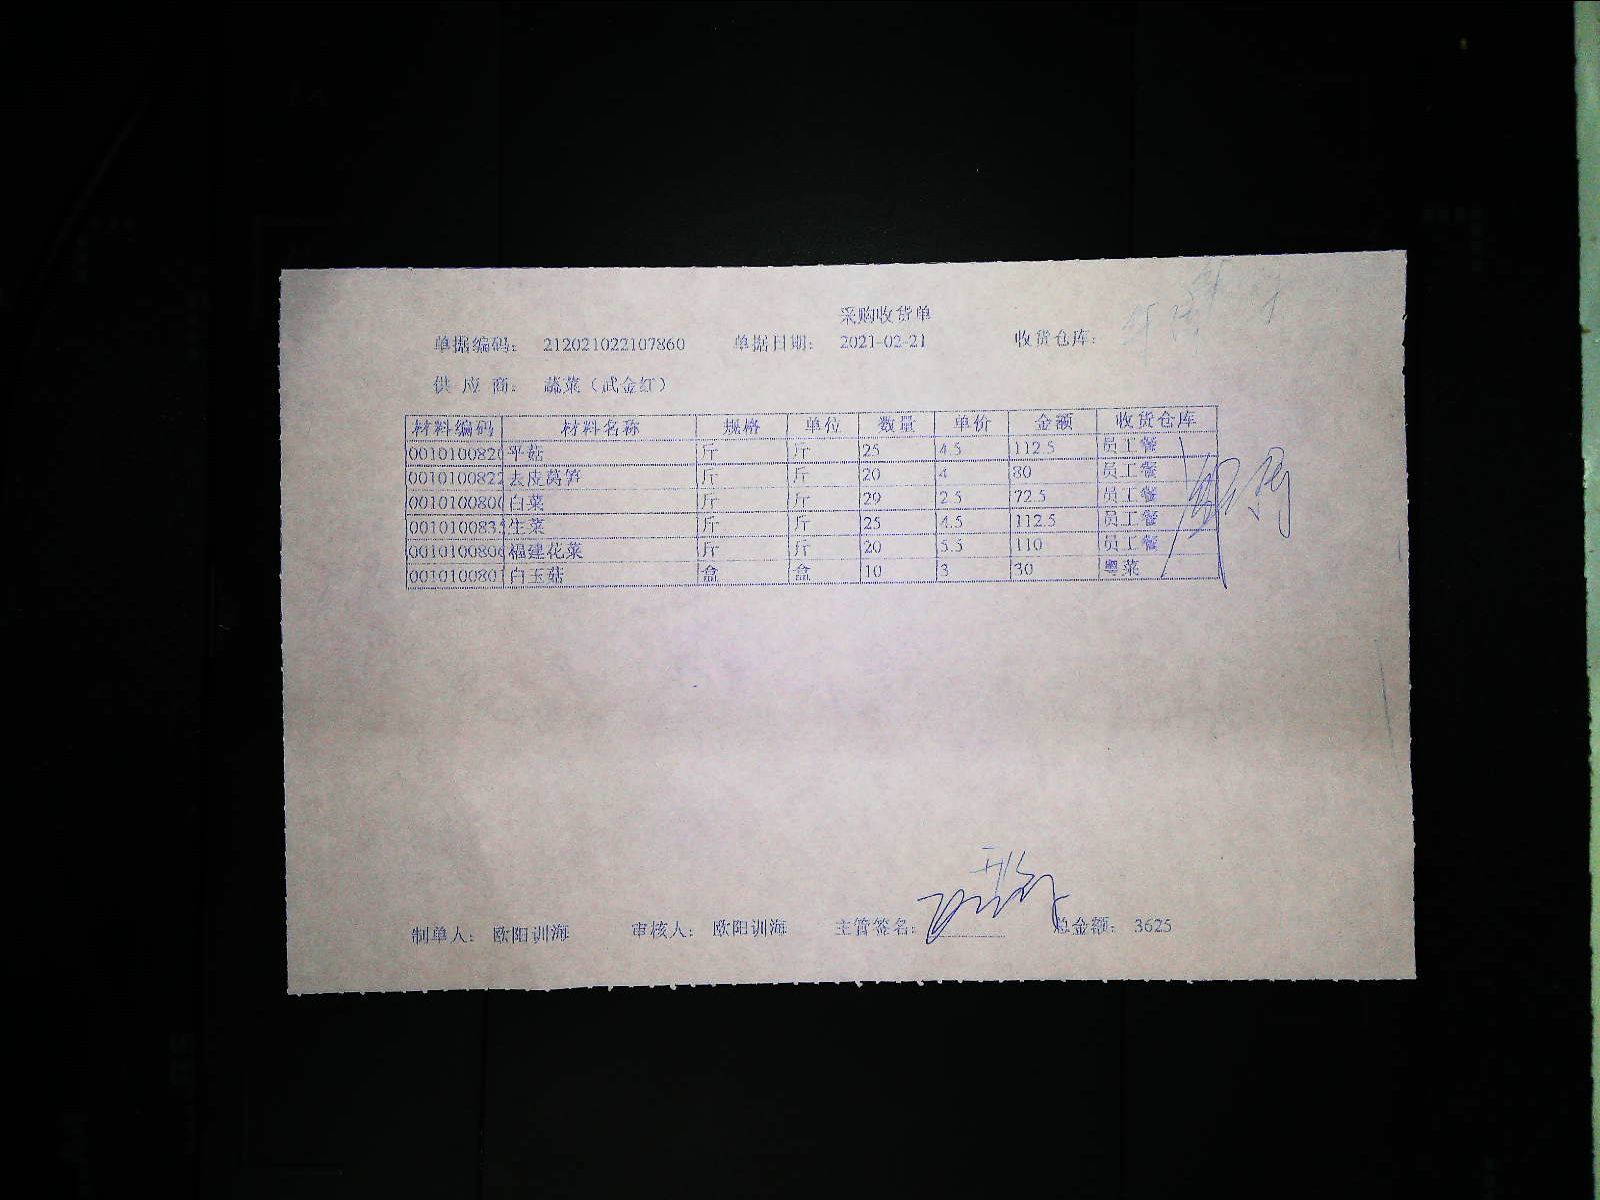 采购收货单
单据编码: 212021022107860 单据日期: 2021-02-21 收货仓库:
供 应 商: 蔬菜（武金红）
材料编码 材料名称 规格 单位 数量 单价 金额 收货仓库
0010100820 平菇 斤 斤 25 4.5 112.5 员工餐
0010100822 去皮莴笋 斤 斤 20 4 80 员工餐
001010080 白菜 斤 斤 29 2.5 72.5 员工餐
001010083 生菜 斤 斤 25 4.5 112.5 员工餐
001010080 福建花菜 斤 斤 20 5.5 110 员工餐
001010080 白玉菇 盒 盒 10 3 30 粤菜
制单人: 欧阳训海 审核人: 欧阳训海 主管签名: 总金额: 3625